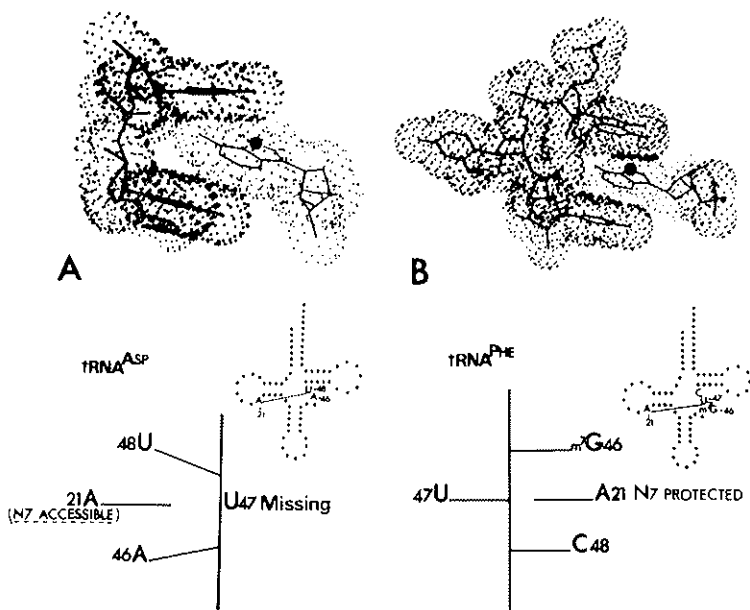 A
B
tRNA Asp
tRNA Phe
A
21
U-48
A-46
C
U-47
m7G-46
A
21
48U
21A
(N7 ACCESSIBLE)
46A
U47 Missing
m7G46
47U
A21 N7 PROTECTED
C48